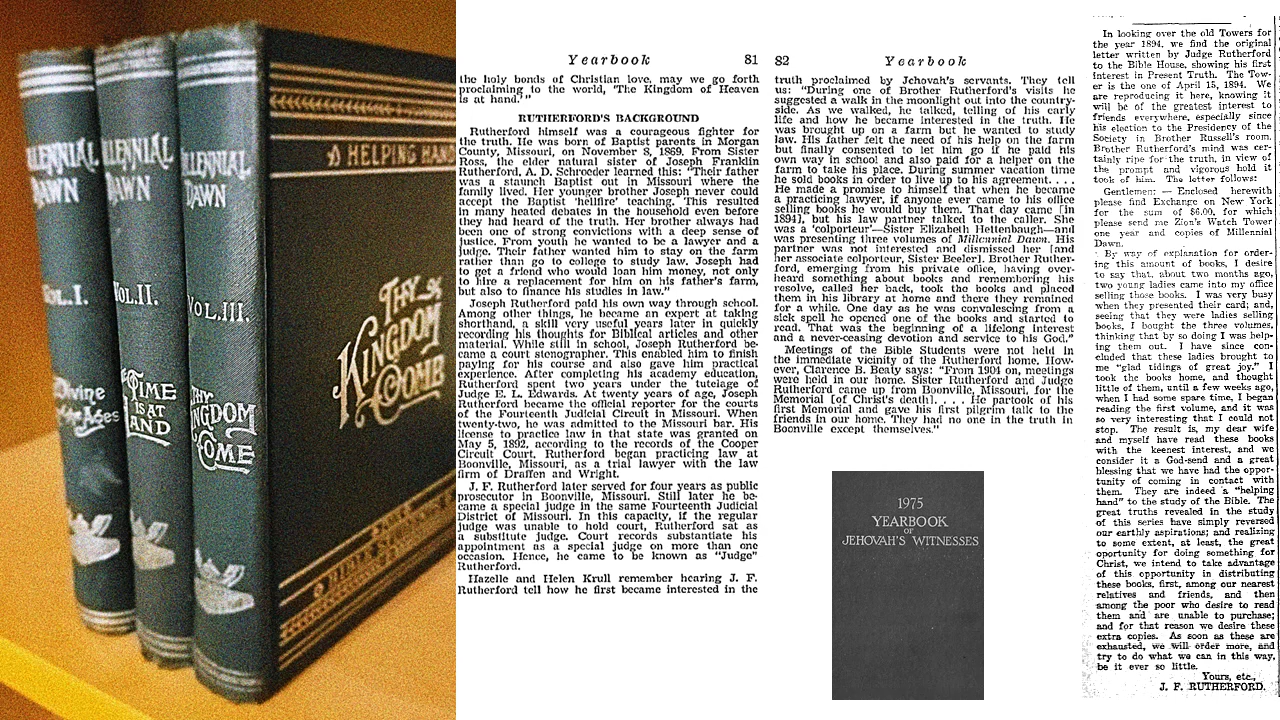 MILLENNIAL
DAWN
VOL. I.
Divine
Ages
MILLENNIAL
DAWN
VOL. II.
THE TIME
IS AT
HAND
MILLENNIAL
DAWN
VOL. III.
THY
KINGDOM
COME
A HELPING HAND
THY
KINGDOM
COME
Yearbook 81
the holy bonds of Christian love, may we go forth
proclaiming to the world, 'The Kingdom of Heaven
is at hand.'"
RUTHERFORD'S BACKGROUND
Rutherford himself was a courageous fighter for
the truth. He was born of Baptist parents in Morgan
County, Missouri, on November 8, 1869. From Sister
Ross, the elder natural sister of Joseph Franklin
Rutherford, A. D. Schroeder learned this: "Their father
was a staunch Baptist out in Missouri where the
family lived. Her younger brother Joseph never could
accept the Baptist 'hellfire' teaching. This resulted
in many heated debates in the household even before
they had heard of the truth. Her brother always had
been one of strong convictions with a deep sense of
justice. From youth he wanted to be a lawyer and a
judge. Their father wanted him to stay on the farm
rather than go to college to study law. Joseph had
to get a friend who would loan him money, not only
to hire a replacement for him on his father's farm,
but also to finance his studies in law."
Joseph Rutherford paid his own way through school.
Among other things, he became an expert at taking
shorthand, a skill very useful years later in quickly
recording his thoughts for Biblical articles and other
material. While still in school, Joseph Rutherford be-
came a court stenographer. This enabled him to finish
paying for his course and also gave him practical
experience. After completing his academy education,
Rutherford spent two years under the tutelage of
Judge E. L. Edwards. At twenty years of age, Joseph
Rutherford became the official reporter for the courts
of the Fourteenth Judicial Circuit in Missouri. When
twenty-two, he was admitted to the Missouri bar. His
license to practice law in that state was granted on
May 5, 1892, according to the records of the Cooper
Circuit Court. Rutherford began practicing law at
Boonville, Missouri, as a trial lawyer with the law
firm of Draffen and Wright.
J. F. Rutherford later served for four years as public
prosecutor in Boonville, Missouri. Still later he be-
came a special judge in the same Fourteenth Judicial
District of Missouri. In this capacity, if the regular
judge was unable to hold court, Rutherford sat as
a substitute judge. Court records substantiate his
appointment as a special judge on more than one
occasion. Hence, he came to be known as "Judge"
Rutherford.
Hazelle and Helen Krull remember hearing J. F.
Rutherford tell how he first became interested in the
82 Yearbook
truth proclaimed by Jehovah's servants. They tell
us: "During one of Brother Rutherford's visits he
suggested a walk in the moonlight out into the country-
side. As we walked, he talked, telling of his early
life and how he became interested in the truth. He
was brought up on a farm but he wanted to study
law. His father felt the need of his help on the farm
but finally consented to let him go if he paid his
own way in school and also paid for a helper on the
farm to take his place. During summer vacation time
he sold books in order to live up to his agreement. . . .
He made a promise to himself that when he became
a practicing lawyer, if anyone ever came to his office
selling books he would buy them. That day came [in
1894], but his law partner talked to the caller. She
was a 'colporteur'—Sister Elizabeth Hettenbaugh—and
was presenting three volumes of Millennial Dawn. His
partner was not interested and dismissed her [and
her associate colporteur, Sister Beeler]. Brother Ruther-
ford, emerging from his private office, having over-
heard something about books and remembering his
resolve, called her back, took the books and placed
them in his library at home and there they remained
for a while. One day as he was convalescing from a
sick spell he opened one of the books and started to
read. That was the beginning of a lifelong interest
and a never-ceasing devotion and service to his God."
Meetings of the Bible Students were not held in
the immediate vicinity of the Rutherford home. How-
ever, Clarence B. Beaty says: "From 1904 on, meetings
were held in our home. Sister Rutherford and Judge
Rutherford came up from Boonville, Missouri, for the
Memorial [of Christ's death]. . . . He partook of his
first Memorial and gave his first pilgrim talk to the
friends in our home. They had no one in the truth in
Boonville except themselves."
1975
YEARBOOK
OF
JEHOVAH'S WITNESSES
In looking over the old Towers for
the year 1894, we find the original
letter written by Judge Rutherford
to the Bible House, showing his first
interest in Present Truth. The Tow-
er is the one of April 15, 1894. We
are reproducing it here, knowing it
will be of the greatest interest to
friends everywhere, especially since
his election to the Presidency of the
Society in Brother Russell's room.
Brother Rutherford's mind was cer-
tainly ripe for the truth, in view of
the prompt and vigorous hold it
took of him. The letter follows:
Gentlemen: — Enclosed herewith
please find Exchange on New York
for the sum of $6.00, for which
please send me Zion's Watch Tower
one year and copies of Millennial
Dawn.
By way of explanation for order-
ing this amount of books, I desire
to say that, about two months ago,
two young ladies came into my office
selling those books. I was very busy
when they presented their card; and,
seeing that they were ladies selling
books, I bought the three volumes,
thinking that by so doing I was help-
ing them out. I have since con-
cluded that these ladies brought to
me "glad tidings of great joy." I
took the books home, and thought
little of them, until a few weeks ago,
when I had some spare time, I began
reading the first volume, and it was
so very interesting that I could not
stop. The result is, my dear wife
and myself have read these books
with the keenest interest, and we
consider it a God-send and a great
blessing that we have had the oppor-
tunity of coming in contact with
them. They are indeed a "helping
hand" to the study of the Bible. The
great truths revealed in the study
of this series have simply reversed
our earthly aspirations; and realizing
to some extent, at least, the great
oportunity for doing something for
Christ, we intend to take advantage
of this opportunity in distributing
these books, first, among our nearest
relatives and friends, and then
among the poor who desire to read
them and are unable to purchase;
and for that reason we desire these
extra copies. As soon as these are
exhausted, we will order more, and
try to do what we can in this way,
be it ever so little.
Yours, etc.,
J. F. RUTHERFORD.